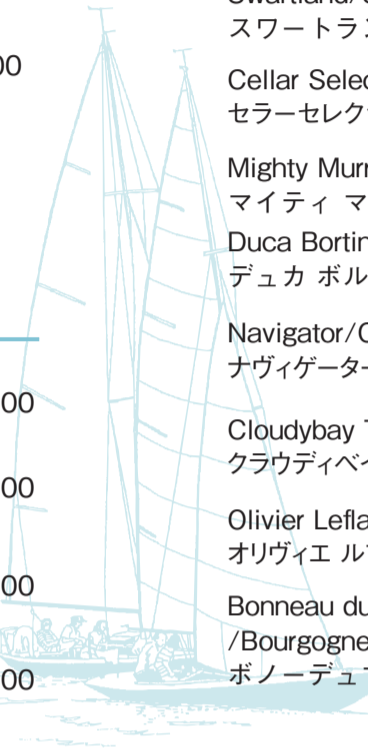 スワートラ
00
Cellar Selec
セラーセレク
Mighty Murr
マイティ マ
Duca Bortin
デュカ ボル
Navigator/
ナヴィゲーター
00
Cloudybay
クラウディベイ
00
Olivier Lefla
オリヴィエ ル
00
Bonneau du
/Bourgogne
ボノーデュ
00